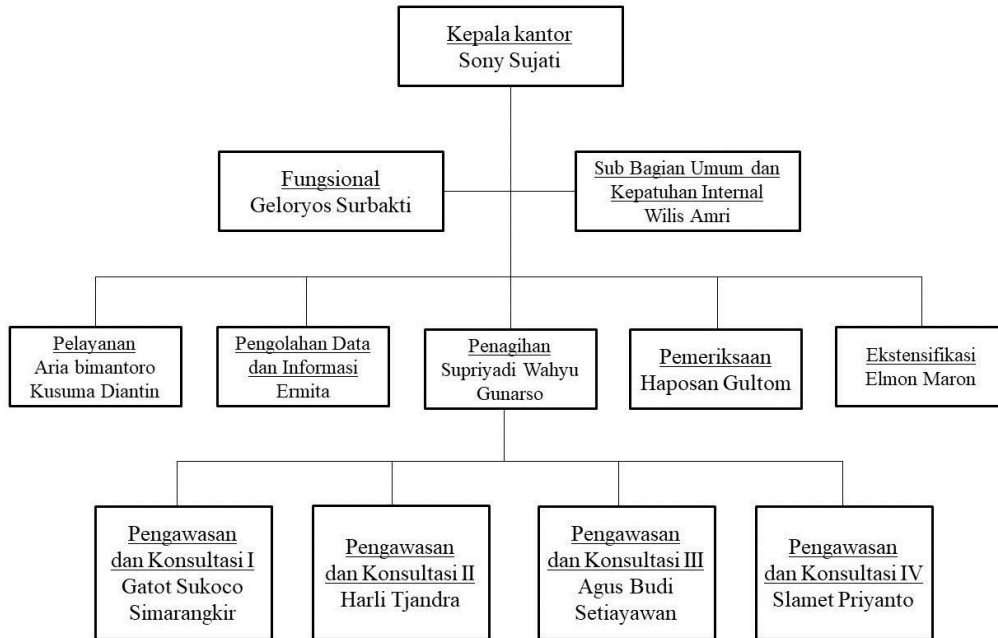 Kepala kantor
Sony Sujati
Fungsional
Geloryos Surbakti
Sub Bagian Umum dan
Kepatuhan Internal
Wilis Amri
Pelayanan
Aria bimantoro
Kusuma Diantin
Pengolahan Data
dan Informasi
Ermita
Penagihan
Supriyadi Wahyu
Gunarso
Pemeriksaan
Haposan Gultom
Ekstensifikasi
Elmon Maron
Pengawasan
dan Konsultasi I
Gatot Sukoco
Simarangkir
Pengawasan
dan Konsultasi II
Harli Tjandra
Pengawasan
dan Konsultasi III
Agus Budi
Setiayawan
Pengawasan
dan Konsultasi IV
Slamet Priyanto